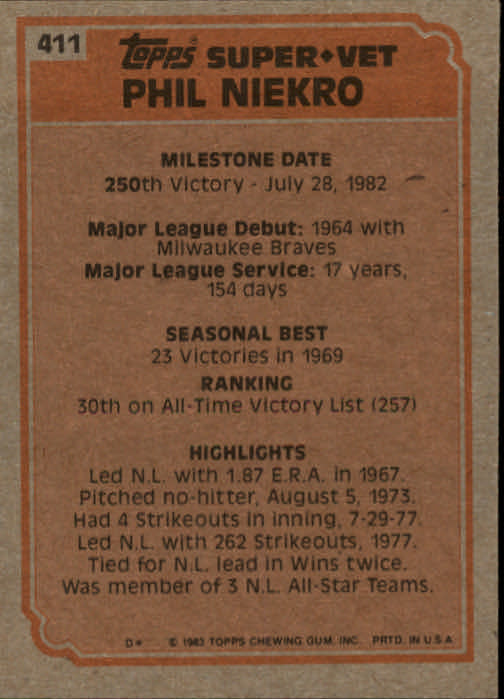 411
TOPPS SUPER♦VET
PHIL NIEKRO
MILESTONE DATE
250th Victory - July 28, 1982
Major League Debut: 1964 with
Milwaukee Braves
Major League Service: 17 years,
154 days
SEASONAL BEST
23 Victories in 1969
RANKING
30th on All-Time Victory List (257)
HIGHLIGHTS
Led N.L. with 1.87 E.R.A. in 1967.
Pitched no-hitter, August 5, 1973.
Had 4 Strikeouts in inning, 7-29-77.
Led N.L. with 262 Strikeouts, 1977.
Tied for N.L. lead in Wins twice.
Was member of 3 N.L. All-Star Teams.
D* © 1983 TOPPS CHEWING GUM, INC. PRTD. IN U.S.A.